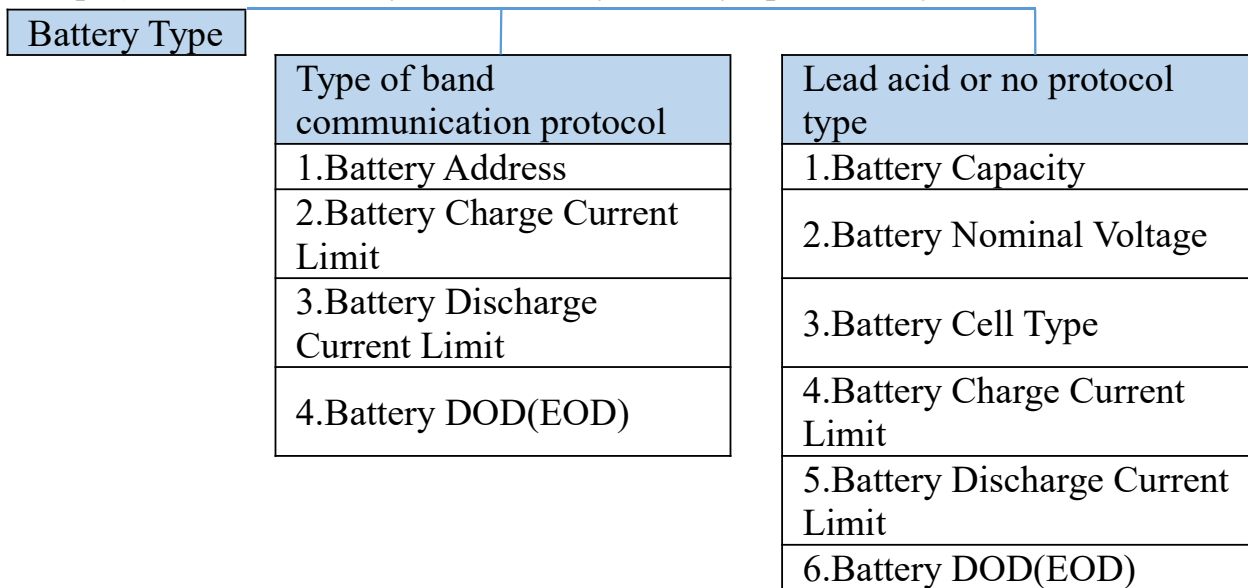 Battery Type
Type of band
communication protocol
1.Battery Address
2.Battery Charge Current
Limit
3.Battery Discharge
Current Limit
4.Battery DOD(EOD)
Lead acid or no protocol
type
1.Battery Capacity
2.Battery Nominal Voltage
3.Battery Cell Type
4.Battery Charge Current
Limit
5.Battery Discharge Current
Limit
6.Battery DOD(EOD)